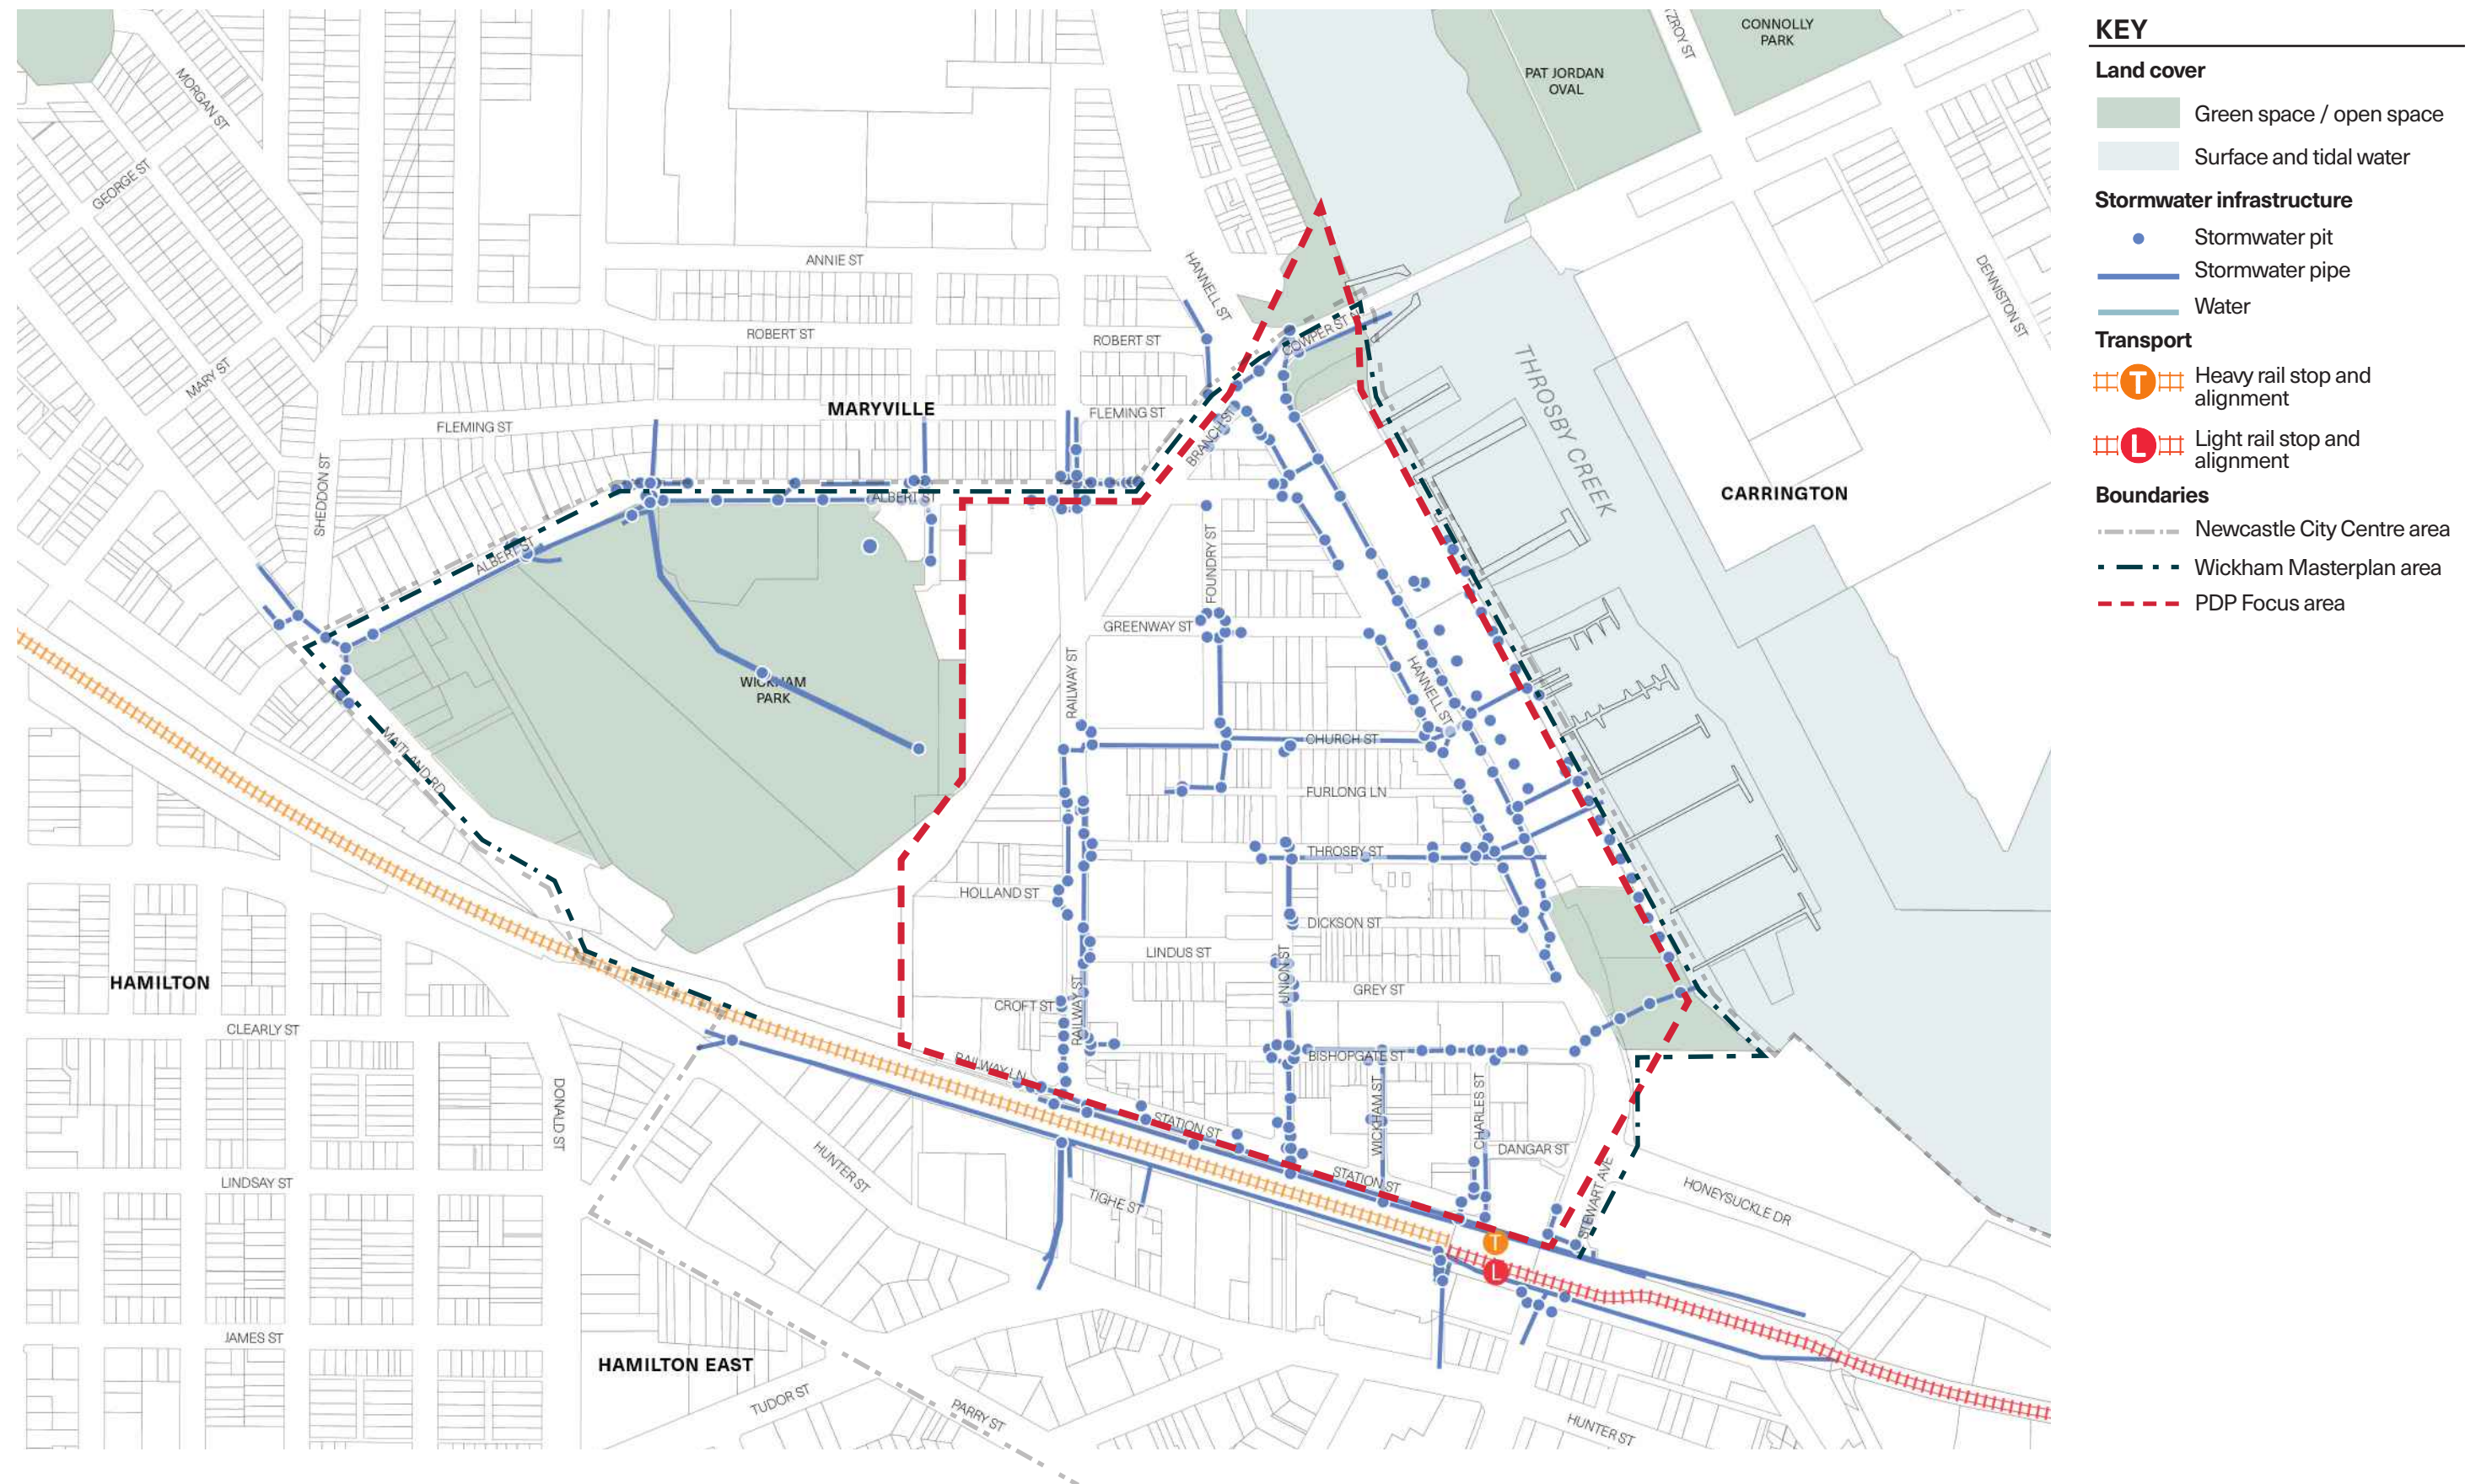 CONNOLLY
PARK
ZROY ST
PAT JORDAN
OVAL
MORGAN ST
GEORGE ST
MARY ST
SHEDDON ST
ANNIE ST
HANNELL ST
DENNISTON ST
ROBERT ST
ROBERT ST
COWPER ST N
MARYVILLE
FLEMING ST
FLEMING ST
BRANCH ST
THROSBY CREEK
CARRINGTON
ALBERT ST
ALBERT ST
FOUNDRY ST
GREENWAY ST
RAILWAY ST
HANNELL ST
WICKHAM
PARK
MAITLAND RD
CHURCH ST
FURLONG LN
THROSBY ST
HOLLAND ST
DICKSON ST
LINDUS ST
UNION ST
GREY ST
HAMILTON
CROFT ST
RAILWAY ST
CLEARLY ST
BISHOPGATE ST
RAILWAY LN
DONALD ST
WICKHAM ST
CHARLES ST
STATION ST
DANGAR ST
HUNTER ST
STATION ST
STEWART AVE
HONEYSUCKLE DR
LINDSAY ST
TIGHE ST
T
L
JAMES ST
HAMILTON EAST
TUDOR ST
PARRY ST
HUNTER ST
KEY
Land cover
Green space / open space
Surface and tidal water
Stormwater infrastructure
Stormwater pit
Stormwater pipe
Water
Transport
T
Heavy rail stop and
alignment
L
Light rail stop and
alignment
Boundaries
Newcastle City Centre area
Wickham Masterplan area
PDP Focus area